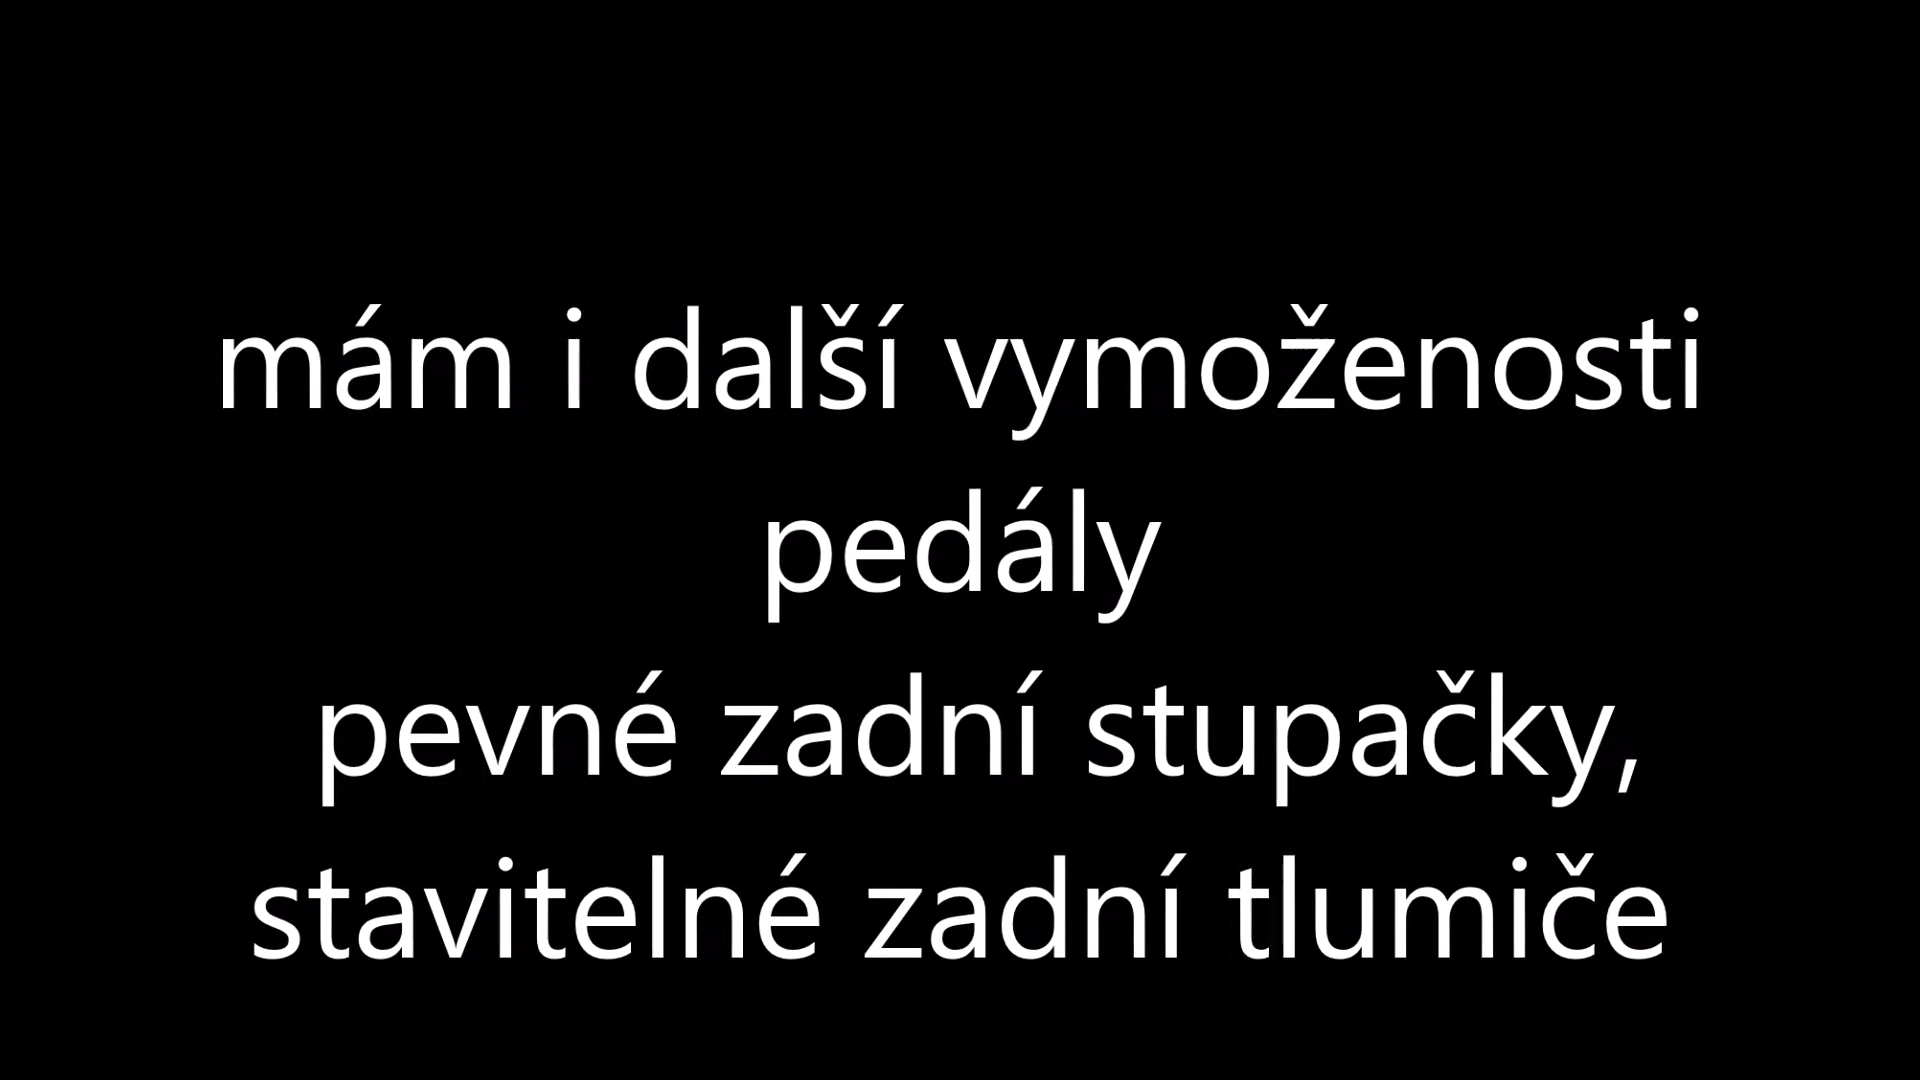 mám i další vymoženosti
pedály
pevné zadní stupačky,
stavitelné zadní tlumiče